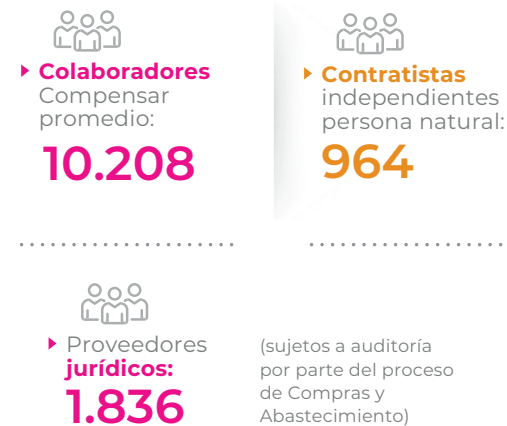 Colaboradores
Compensar
promedio:
10.208
Contratistas
independientes
persona natural:
964
Proveedores
jurídicos:
1.836
(sujetos a auditoría
por parte del proceso
de Compras y
Abastecimiento)